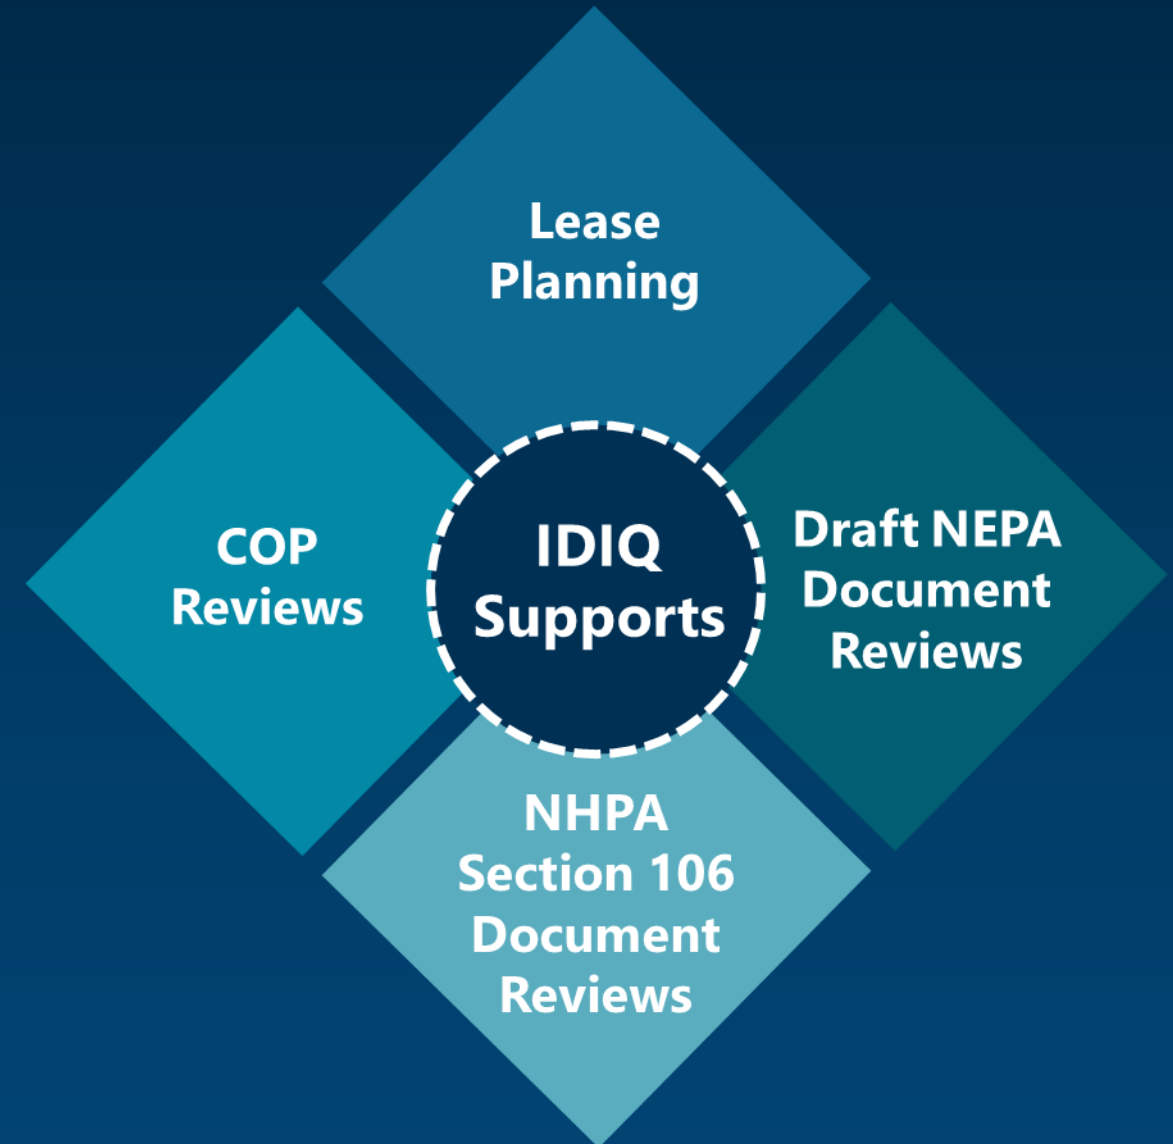 Lease
Planning
COP
Reviews
IDIQ
Supports
Draft NEPA
Document
Reviews
NHPA
Section 106
Document
Reviews